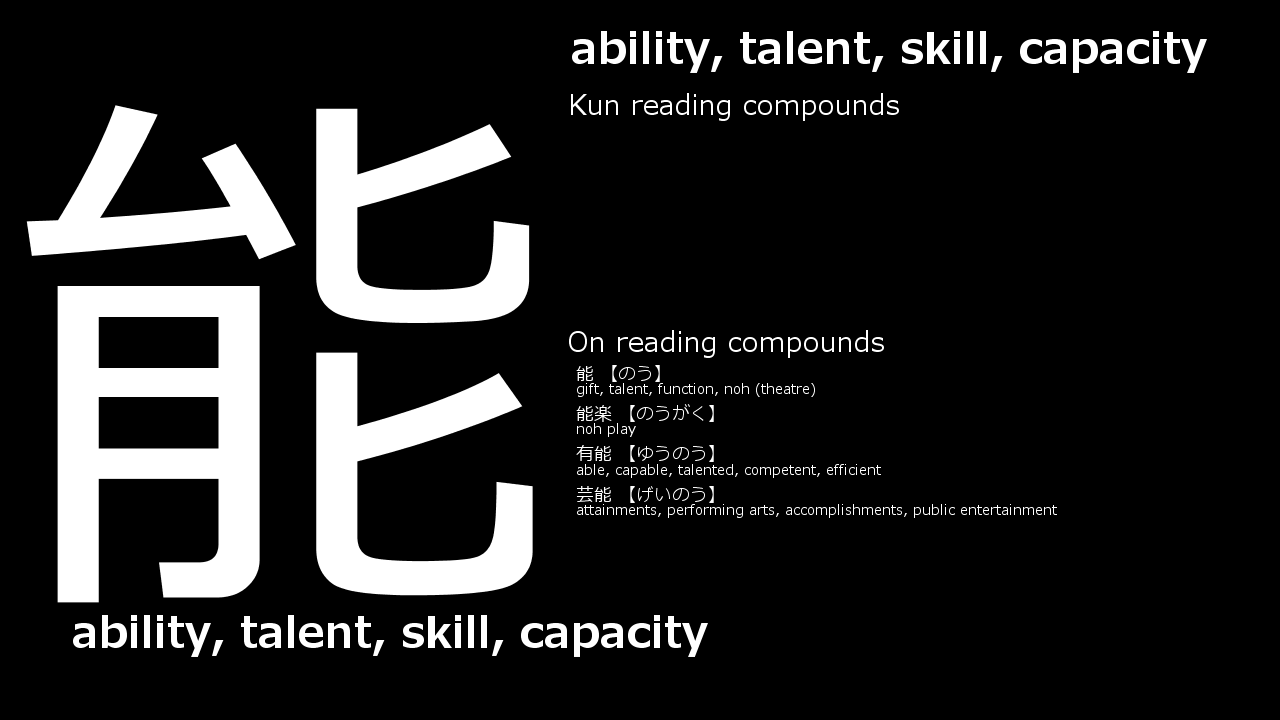 能
ability, talent, skill, capacity
ability, talent, skill, capacity
Kun reading compounds
On reading compounds
能 【のう】
gift, talent, function, noh (theatre)
能楽 【のうがく】
noh play
有能 【ゆうのう】
able, capable, talented, competent, efficient
芸能 【げいのう】
attainments, performing arts, accomplishments, public entertainment